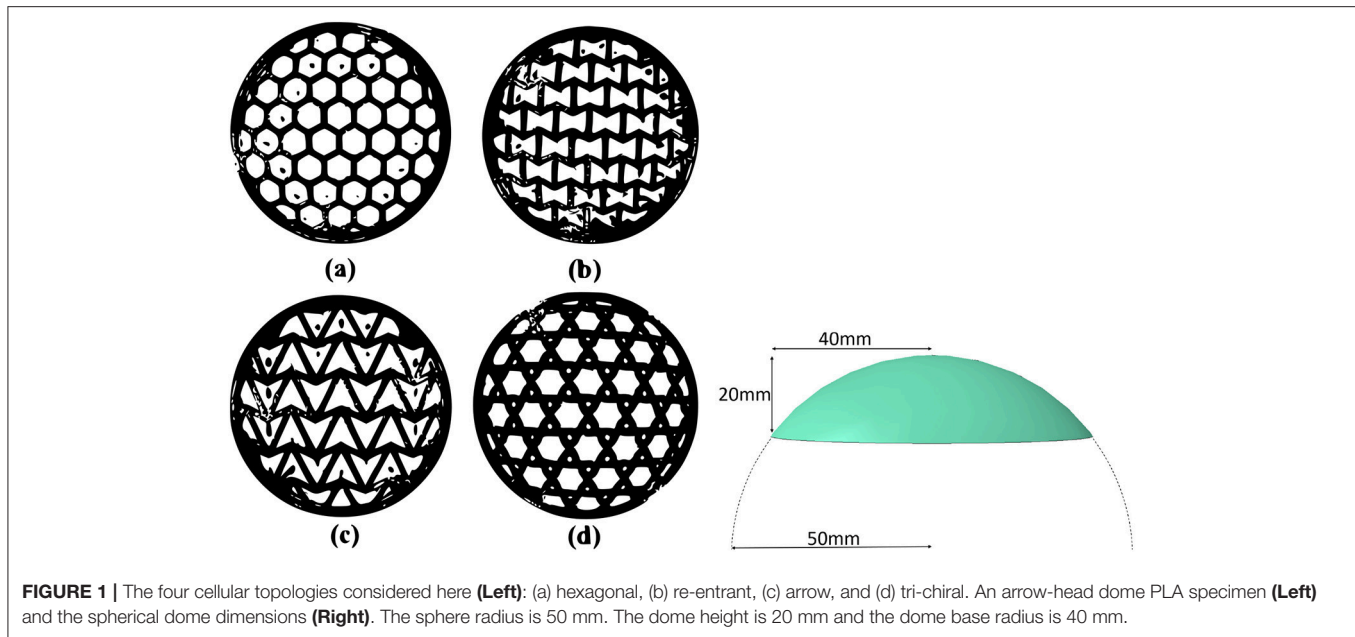 (a)
(b)
(c)
(d)
40mm
20mm
50mm
FIGURE 1 | The four cellular topologies considered here (Left): (a) hexagonal, (b) re-entrant, (c) arrow, and (d) tri-chiral. An arrow-head dome PLA specimen (Left)
and the spherical dome dimensions (Right). The sphere radius is 50 mm. The dome height is 20 mm and the dome base radius is 40 mm.